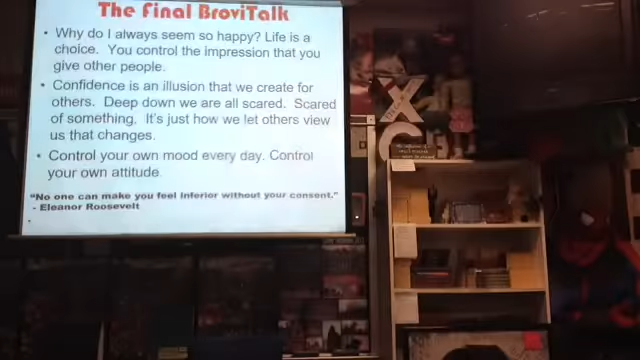 The Final BroviTalk
• Why do I always seem so happy? Life is a
choice. You control the impression that you
give other people.
• Confidence is an illusion that we create for
others. Deep down we are all scared. Scared
of something. It's just how we let others view
us that changes.
• Control your own mood every day. Control
your own attitude.
"No one can make you feel inferior without your consent."
- Eleanor Roosevelt